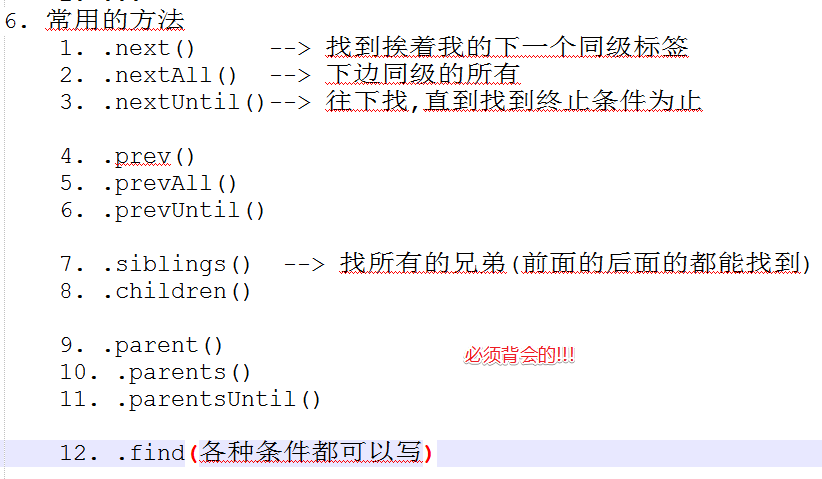 6. 常用的方法
1. .next() --> 找到挨着我的下一个同级标签
2. .nextAll() --> 下边同级的所有
3. .nextUntil()--> 往下找,直到找到终止条件为止
4. .prev()
5. .prevAll()
6. .prevUntil()
7. .siblings() --> 找所有的兄弟(前面的后面的都能找到)
8. .children()
9. .parent()
必须背会的!!!
10. .parents()
11. .parentsUntil()
12. .find(各种条件都可以写)